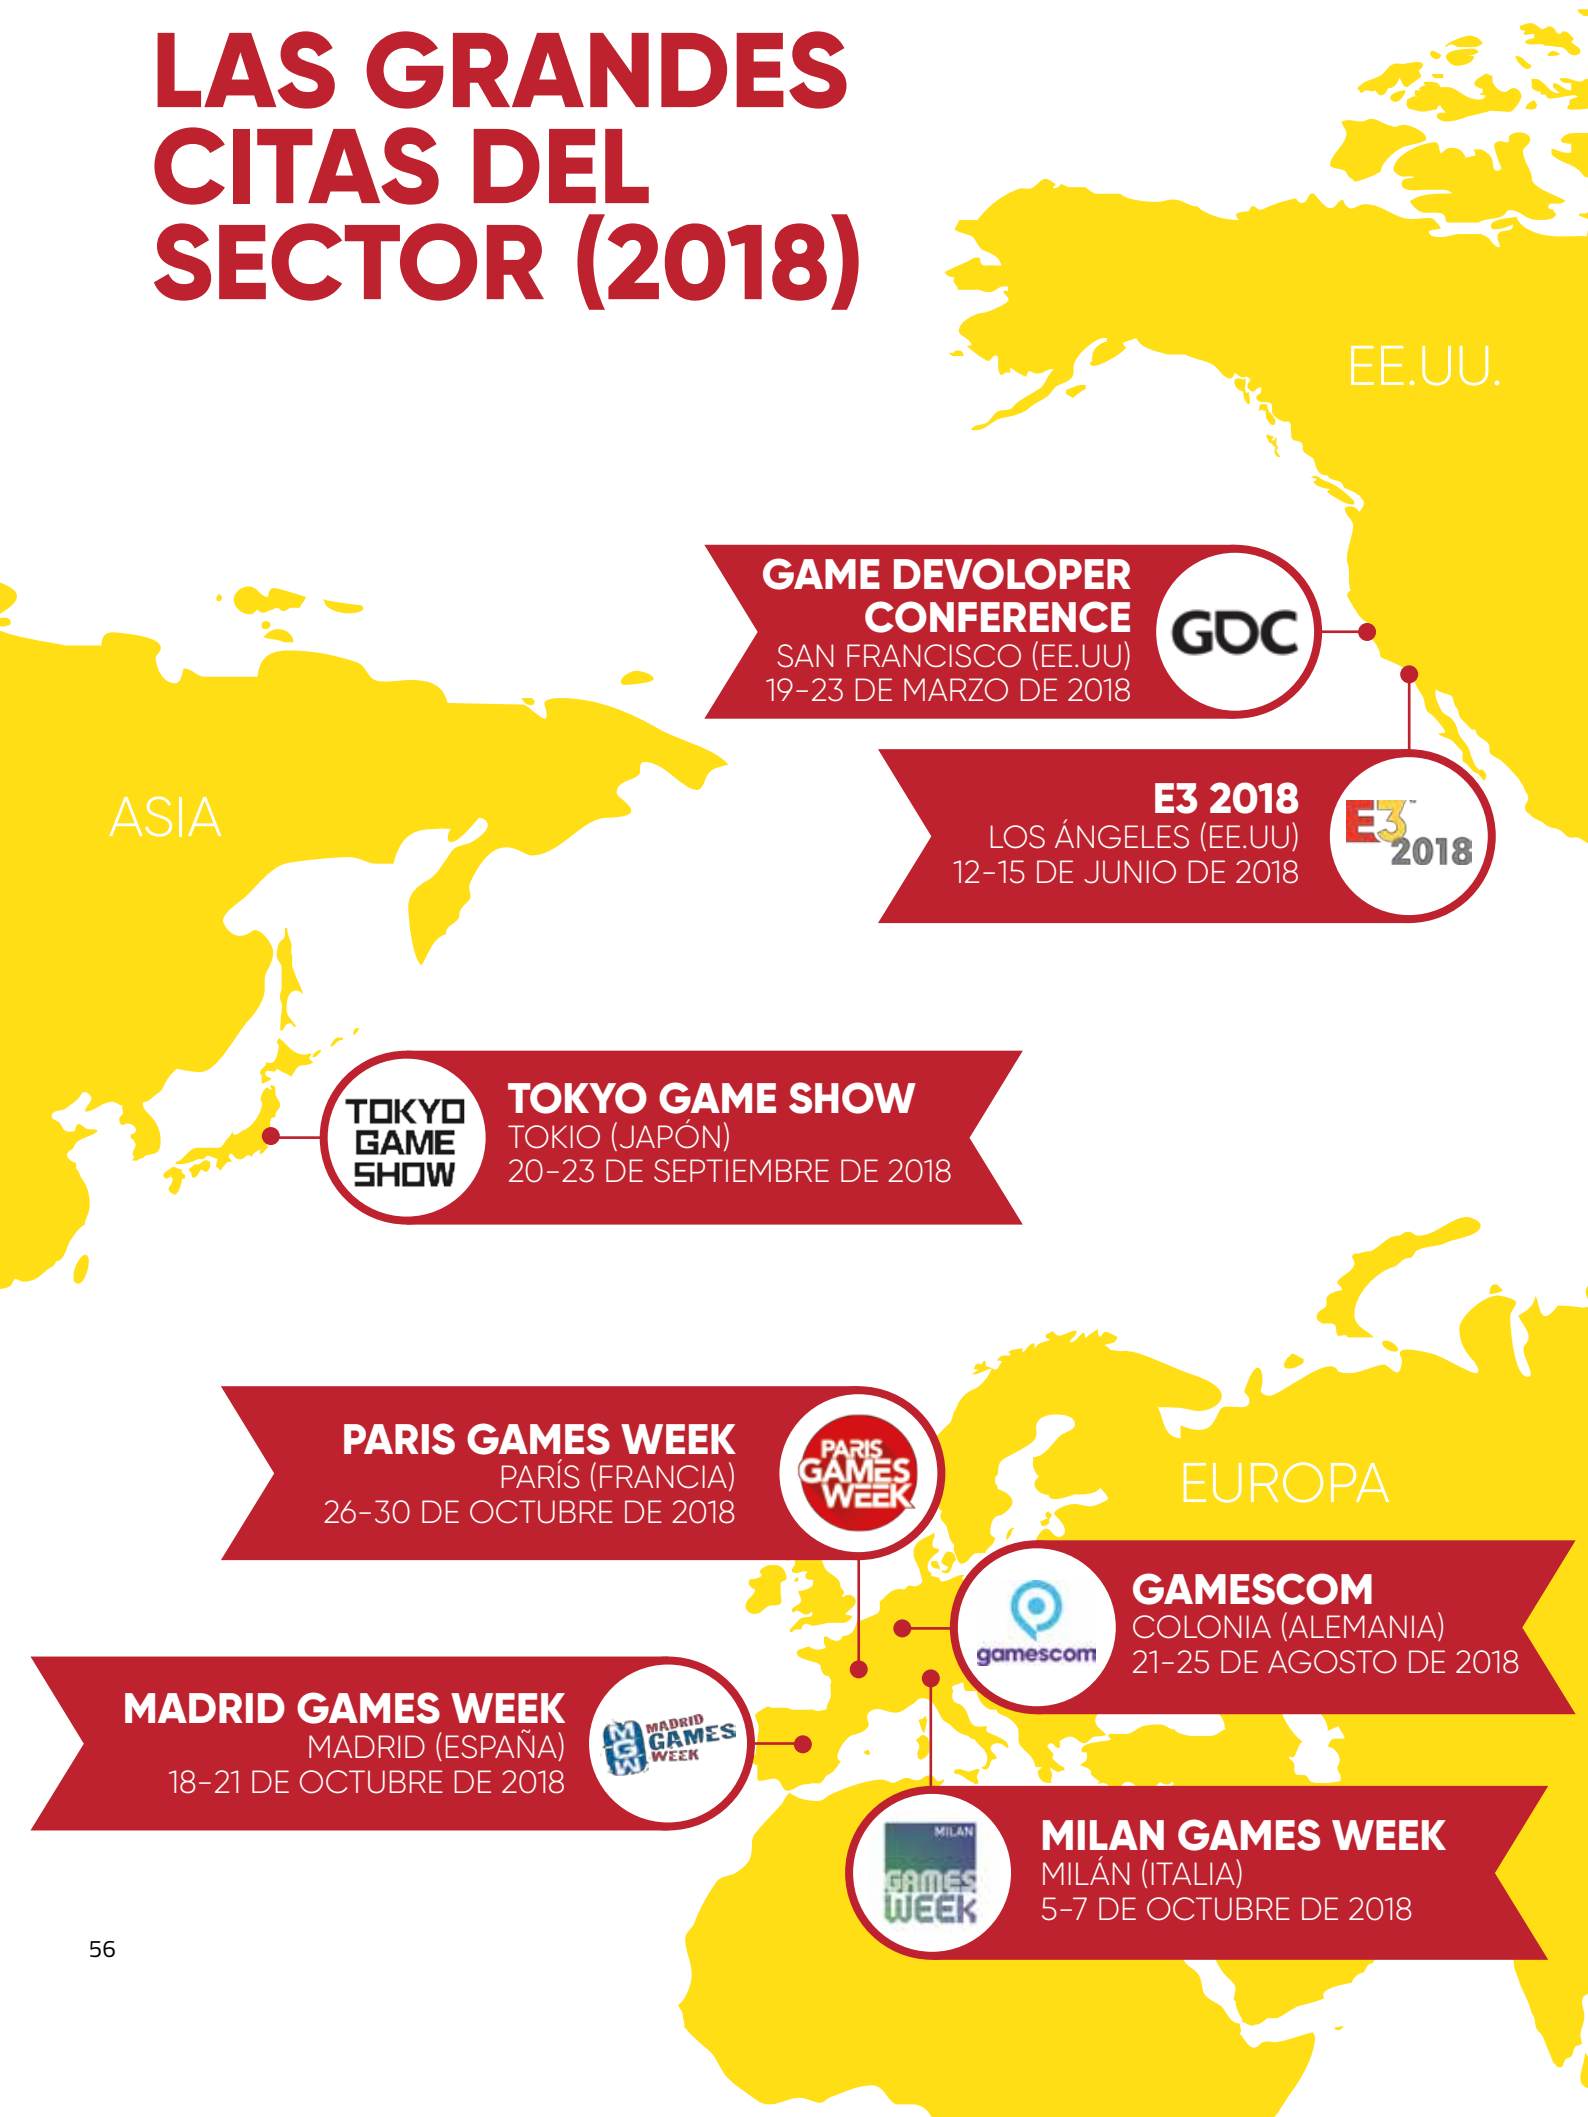 LAS GRANDES
CITAS DEL
SECTOR (2018)
EE.UU.
GAME DEVOLOPER
CONFERENCE
SAN FRANCISCO (EE.UU)
19-23 DE MARZO DE 2018
GDC
E3 2018
LOS ÁNGELES (EE.UU)
12-15 DE JUNIO DE 2018
E3
2018
ASIA
TOKYO
GAME
SHOW
TOKYO GAME SHOW
TOKIO (JAPÓN)
20-23 DE SEPTIEMBRE DE 2018
PARIS GAMES WEEK
PARÍS (FRANCIA)
26-30 DE OCTUBRE DE 2018
PARIS
GAMES
WEEK
EUROPA
gamescom
GAMESCOM
COLONIA (ALEMANIA)
21-25 DE AGOSTO DE 2018
MADRID GAMES WEEK
MADRID (ESPAÑA)
18-21 DE OCTUBRE DE 2018
MGW
MADRID
GAMES
WEEK
MILAN
GAMES
WEEK
MILAN GAMES WEEK
MILÁN (ITALIA)
5-7 DE OCTUBRE DE 2018
56